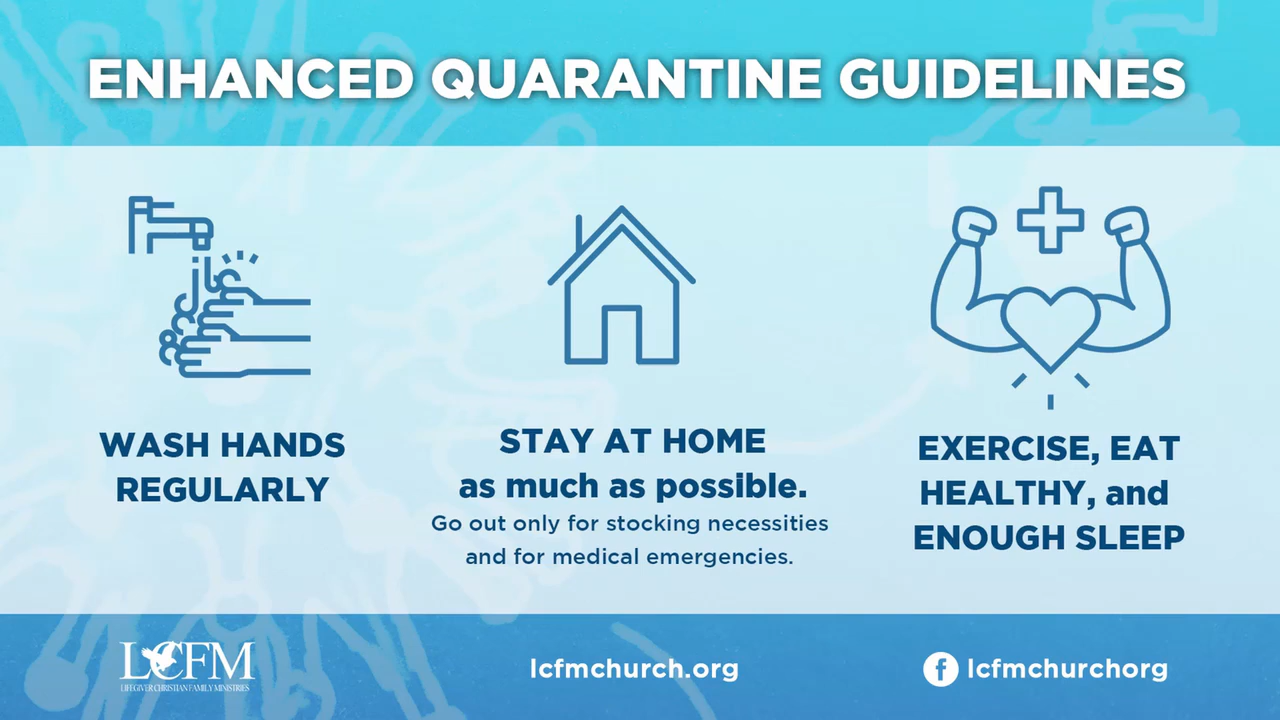 ENHANCED QUARANTINE GUIDELINES
WASH HANDS
REGULARLY
STAY AT HOME
as much as possible.
Go out only for stocking necessities
and for medical emergencies.
EXERCISE, EAT
HEALTHY, and
ENOUGH SLEEP
LCFM
LIFEGIVER CHRISTIAN FAMILY MINISTRIES
lcfmchurch.org
lcfmchurchorg